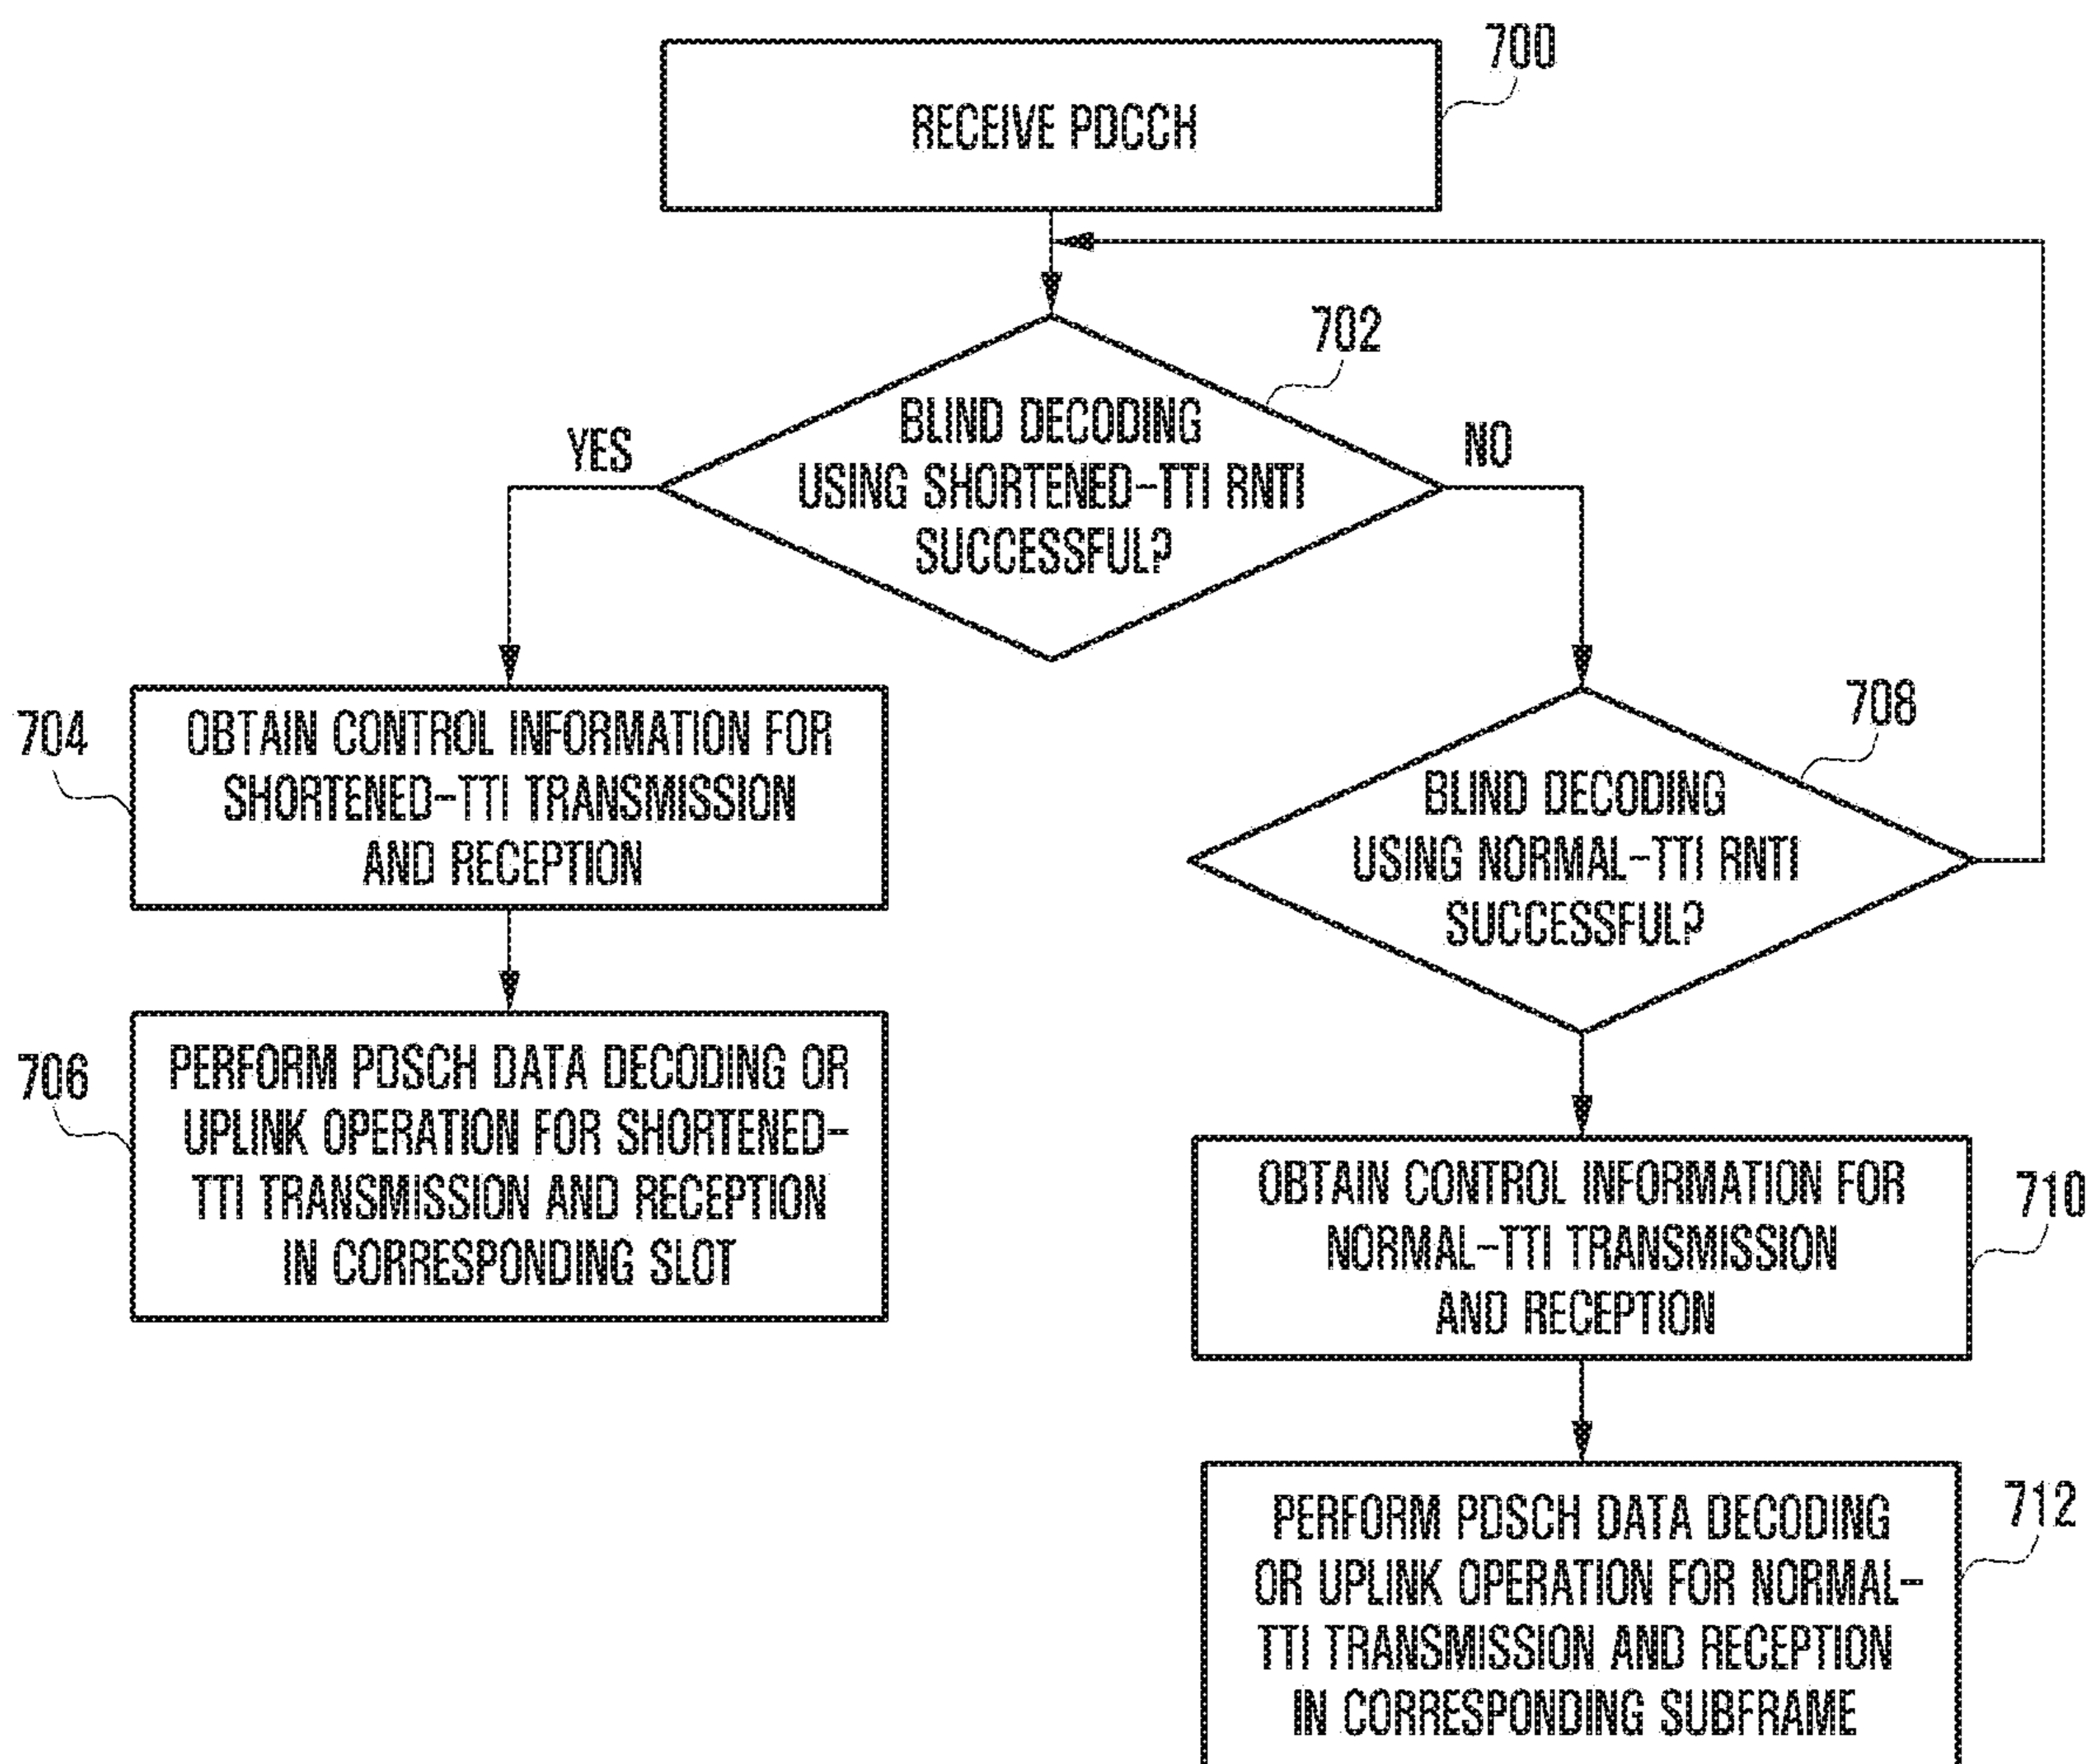 700
RECEIVE PDCCH
702
BLIND DECODING
USING SHORTENED-TTI RNTI
SUCCESSFUL?
YES
NO
704
OBTAIN CONTROL INFORMATION FOR
SHORTENED-TTI TRANSMISSION
AND RECEPTION
708
BLIND DECODING
USING NORMAL-TTI RNTI
SUCCESSFUL?
706
PERFORM PDSCH DATA DECODING OR
UPLINK OPERATION FOR SHORTENED-
TTI TRANSMISSION AND RECEPTION
IN CORRESPONDING SLOT
710
OBTAIN CONTROL INFORMATION FOR
NORMAL-TTI TRANSMISSION
AND RECEPTION
712
PERFORM PDSCH DATA DECODING
OR UPLINK OPERATION FOR NORMAL-
TTI TRANSMISSION AND RECEPTION
IN CORRESPONDING SUBFRAME